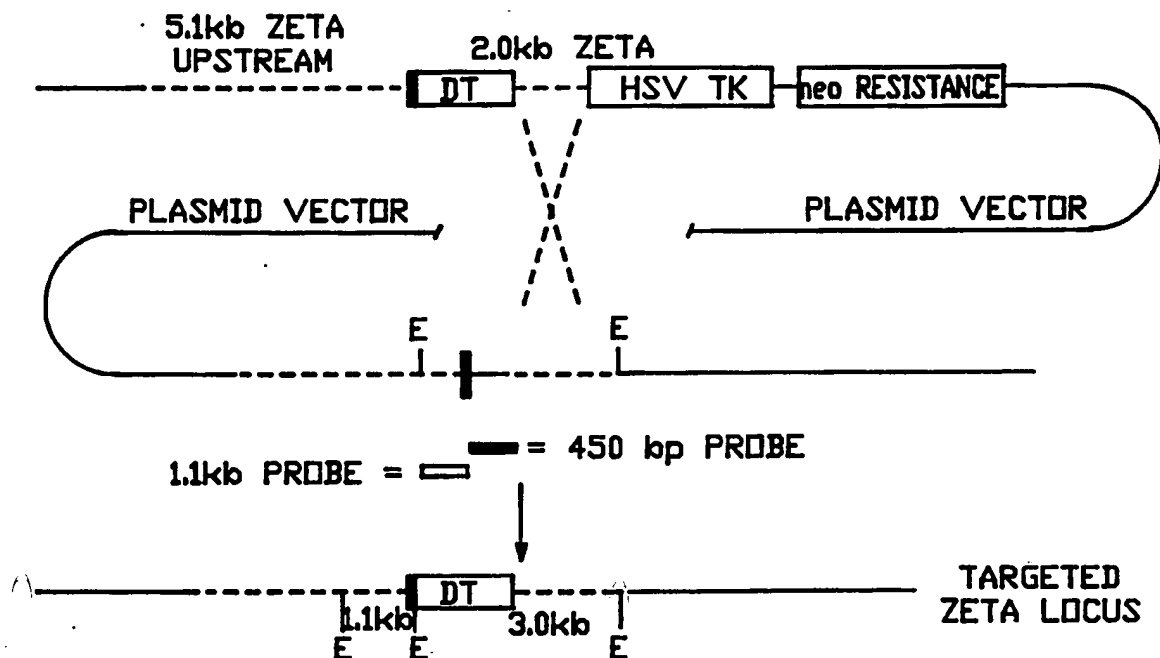 5.1kb ZETA
UPSTREAM
2.0kb ZETA
DT
HSV TK
neo RESISTANCE
PLASMID VECTOR
PLASMID VECTOR
E
E
= 450 bp PROBE
1.1kb PROBE =
DT
TARGETED
ZETA LOCUS
1.1kb
3.0kb
E
E
E